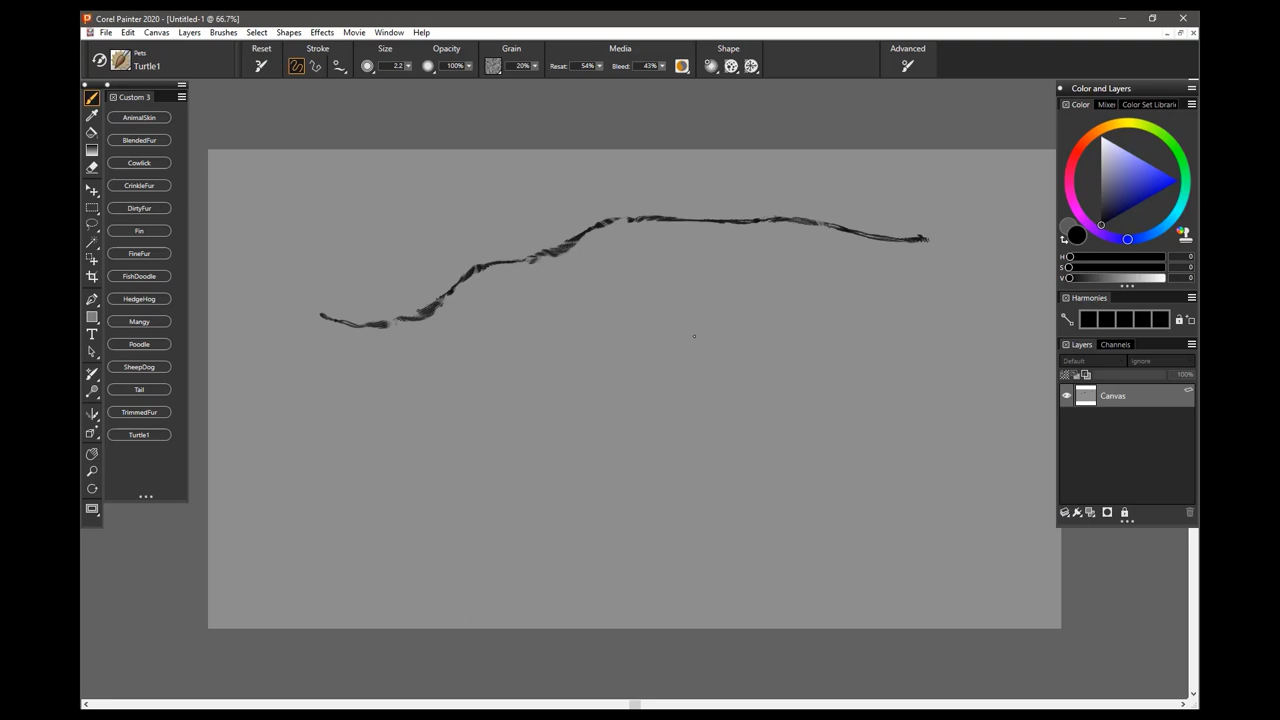 Corel Painter 2020 - [Untitled-1 @ 66.7%]
File Edit Canvas Layers Brushes Select Shapes Effects Movie Window Help
Pets
Turtle1
Reset
Stroke
Size
2.2
Opacity
100%
Grain
20%
Media
Resat: 54% Bleed: 43%
Shape
Advanced
Custom 3
AnimalSkin
BlendedFur
Cowlick
CrinkleFur
DirtyFur
Fin
FineFur
FishDoodle
HedgeHog
Mangy
Poodle
SheepDog
Tail
TrimmedFur
Turtle1
Color and Layers
Color Mixer Color Set Librari
H 0
S 0
V 0
Harmonies
Layers Channels
Default Ignore
100%
Canvas